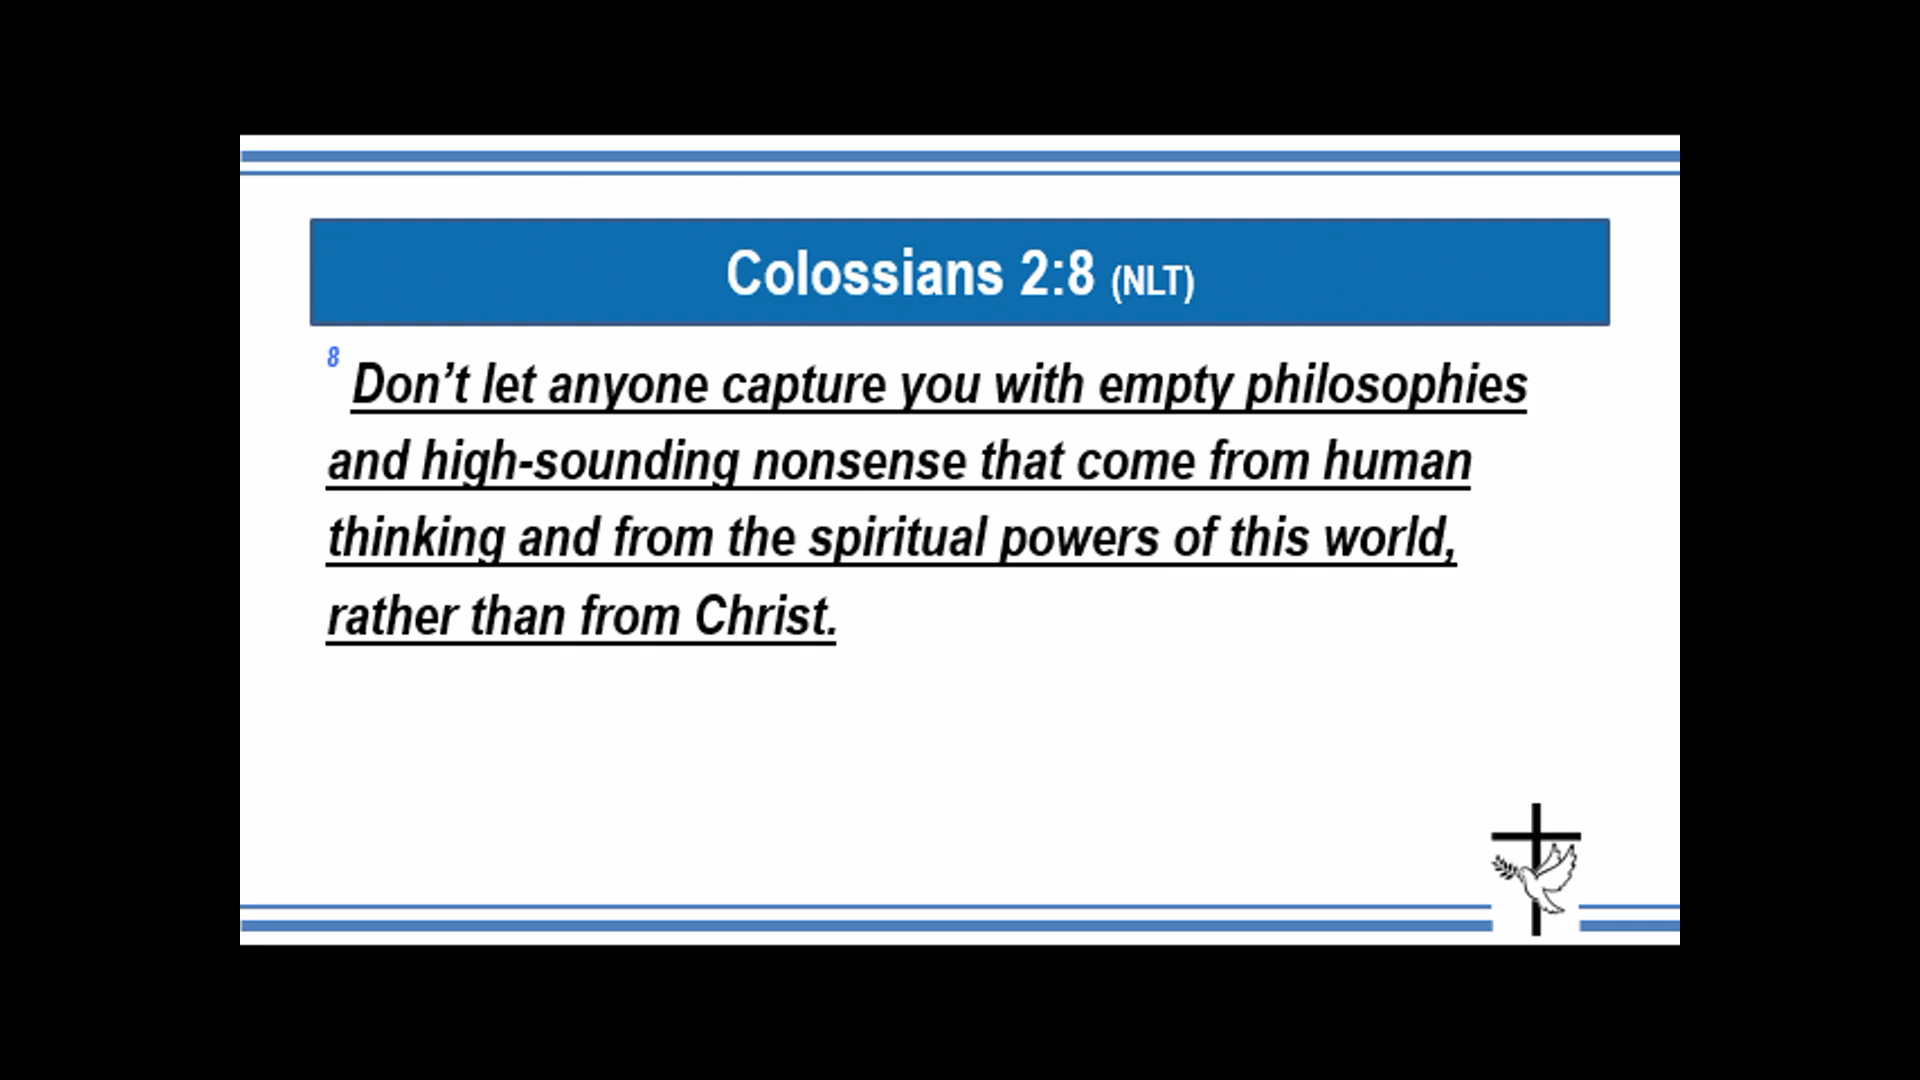 Colossians 2:8 (NLT)
8 Don’t let anyone capture you with empty philosophies
and high-sounding nonsense that come from human
thinking and from the spiritual powers of this world,
rather than from Christ.